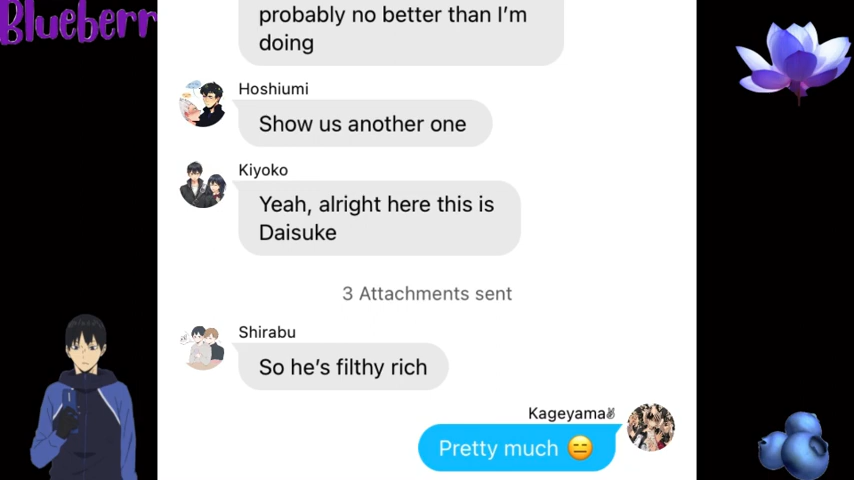 Blueberr
probably no better than I'm
doing
Hoshiumi
Show us another one
Kiyoko
Yeah, alright here this is
Daisuke
3 Attachments sent
Shirabu
So he's filthy rich
Kageyama✌
Pretty much 😑